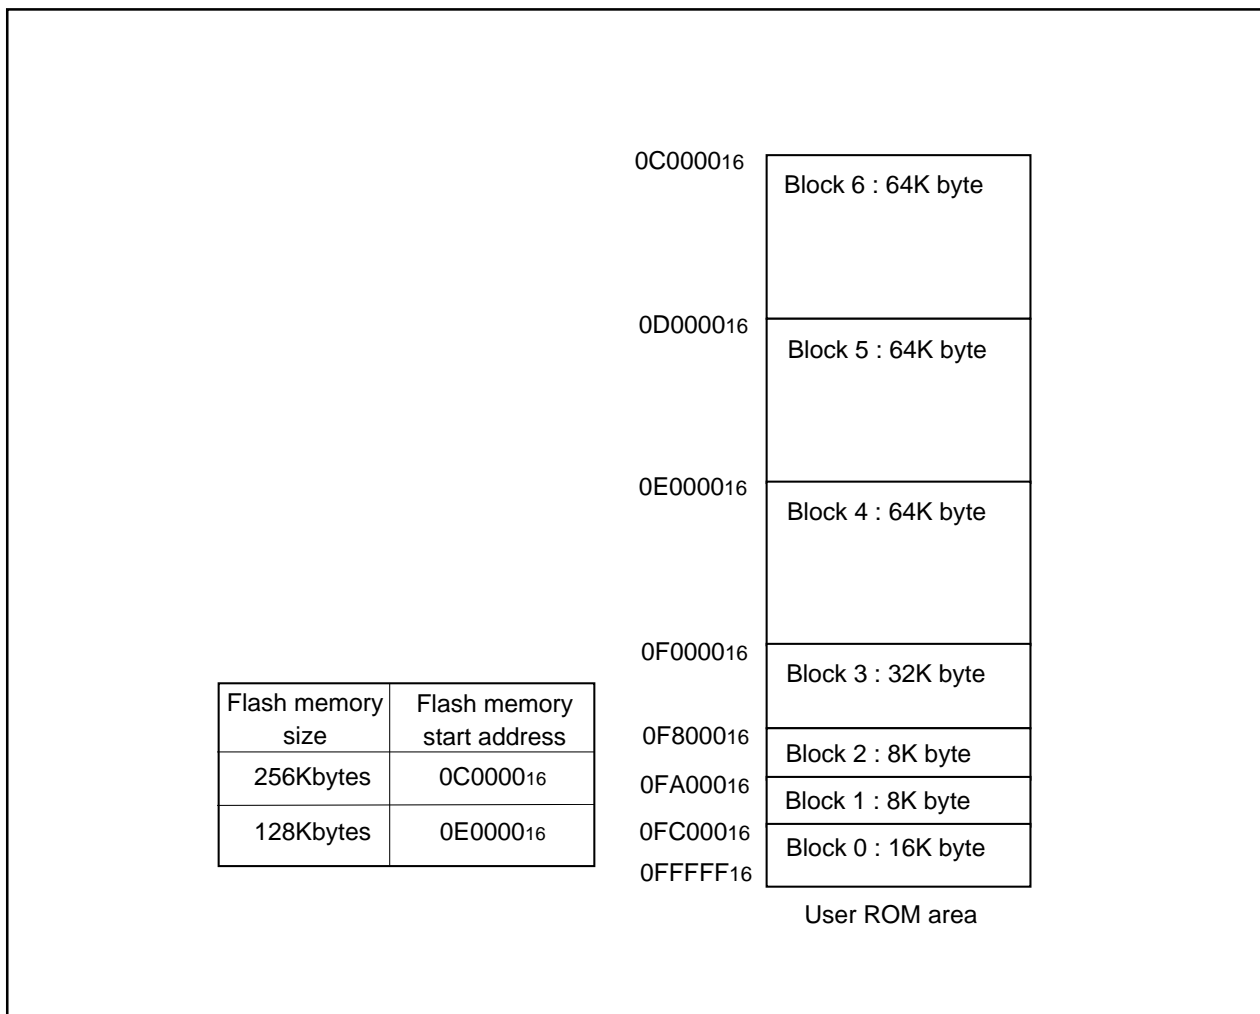 0C000016
Block 6 : 64K byte
0D000016
Block 5 : 64K byte
0E000016
Block 4 : 64K byte
0F000016
Block 3 : 32K byte
0F800016
Block 2 : 8K byte
0FA00016
Block 1 : 8K byte
0FC00016
Block 0 : 16K byte
0FFFFF16
User ROM area
Flash memory size
Flash memory start address
256Kbytes
0C000016
128Kbytes
0E000016